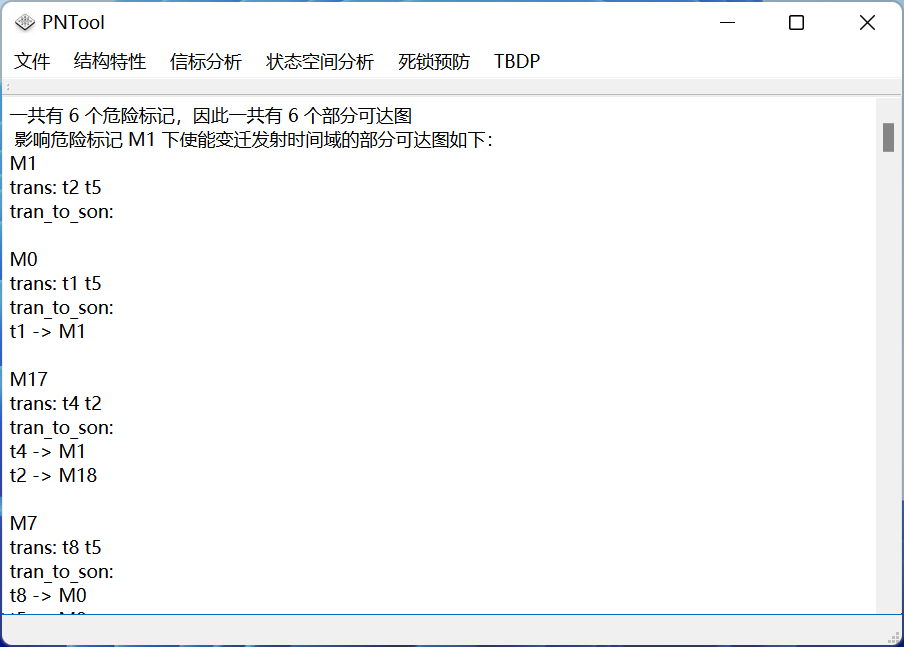 PNTool
文件 结构特性 信标分析 状态空间分析 死锁预防 TBDP
一共有 6 个危险标记，因此一共有 6 个部分可达图
影响危险标记 M1 下使能变迁发射时间域的部分可达图如下：
M1
trans: t2 t5
tran_to_son:
M0
trans: t1 t5
tran_to_son:
t1 -> M1
M17
trans: t4 t2
tran_to_son:
t4 -> M1
t2 -> M18
M7
trans: t8 t5
tran_to_son:
t8 -> M0